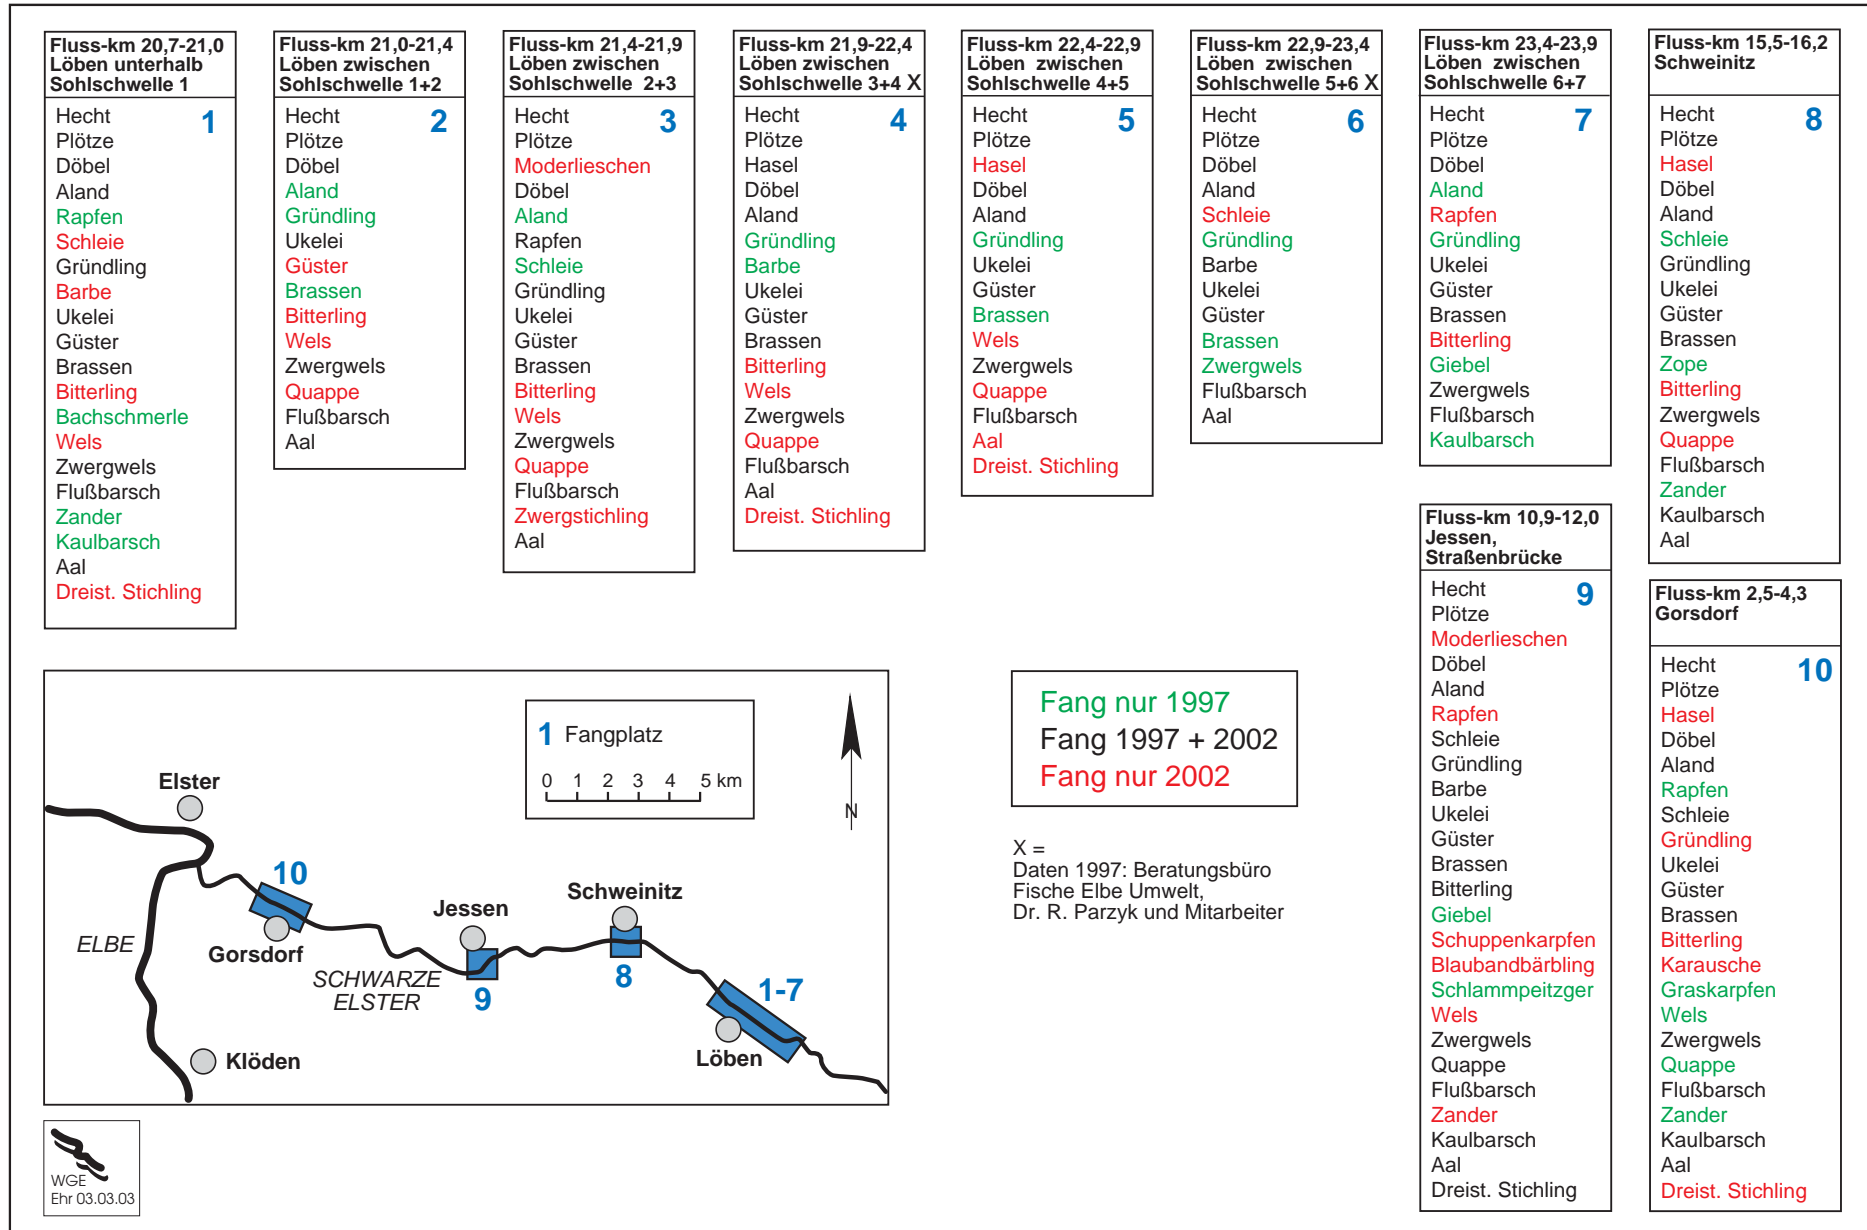 Fluss-km 20,7-21,0
Löben unterhalb
Sohlschwelle 1
1
Hecht
Plötze
Döbel
Aland
Rapfen
Schleie
Gründling
Barbe
Ukelei
Güster
Brassen
Bitterling
Bachschmerle
Wels
Zwergwels
Flußbarsch
Zander
Kaulbarsch
Aal
Dreist. Stichling
Fluss-km 21,0-21,4
Löben zwischen
Sohlschwelle 1+2
2
Hecht
Plötze
Döbel
Aland
Gründling
Ukelei
Güster
Brassen
Bitterling
Wels
Zwergwels
Quappe
Flußbarsch
Aal
Fluss-km 21,4-21,9
Löben zwischen
Sohlschwelle 2+3
3
Hecht
Plötze
Moderlieschen
Döbel
Aland
Rapfen
Schleie
Gründling
Ukelei
Güster
Brassen
Bitterling
Wels
Zwergwels
Quappe
Flußbarsch
Zwergstichling
Aal
Fluss-km 21,9-22,4
Löben zwischen
Sohlschwelle 3+4 X
4
Hecht
Plötze
Hasel
Döbel
Aland
Gründling
Barbe
Ukelei
Güster
Brassen
Bitterling
Wels
Zwergwels
Quappe
Flußbarsch
Aal
Dreist. Stichling
Fluss-km 22,4-22,9
Löben zwischen
Sohlschwelle 4+5
5
Hecht
Plötze
Hasel
Döbel
Aland
Gründling
Ukelei
Güster
Brassen
Wels
Zwergwels
Quappe
Flußbarsch
Aal
Dreist. Stichling
Fluss-km 22,9-23,4
Löben zwischen
Sohlschwelle 5+6 X
6
Hecht
Plötze
Döbel
Aland
Schleie
Gründling
Barbe
Ukelei
Güster
Brassen
Zwergwels
Flußbarsch
Aal
Fluss-km 23,4-23,9
Löben zwischen
Sohlschwelle 6+7
7
Hecht
Plötze
Döbel
Aland
Rapfen
Gründling
Ukelei
Güster
Brassen
Bitterling
Giebel
Zwergwels
Flußbarsch
Kaulbarsch
Fluss-km 15,5-16,2
Schweinitz
8
Hecht
Plötze
Hasel
Döbel
Aland
Schleie
Gründling
Ukelei
Güster
Brassen
Zope
Bitterling
Zwergwels
Quappe
Flußbarsch
Zander
Kaulbarsch
Aal
Fluss-km 10,9-12,0
Jessen,
Straßenbrücke
9
Hecht
Plötze
Moderlieschen
Döbel
Aland
Rapfen
Schleie
Gründling
Barbe
Ukelei
Güster
Brassen
Bitterling
Giebel
Schuppenkarpfen
Blaubandbärbling
Schlammpeitzger
Wels
Zwergwels
Quappe
Flußbarsch
Zander
Kaulbarsch
Aal
Dreist. Stichling
Fluss-km 2,5-4,3
Gorsdorf
10
Hecht
Plötze
Hasel
Döbel
Aland
Rapfen
Schleie
Gründling
Ukelei
Güster
Brassen
Bitterling
Karausche
Graskarpfen
Wels
Zwergwels
Quappe
Flußbarsch
Zander
Kaulbarsch
Aal
Dreist. Stichling
1 Fangplatz
0 1 2 3 4 5 km
N
Elster
10
Gorsdorf
ELBE
Jessen
Schweinitz
SCHWARZE
ELSTER
9
8
1-7
Löben
Klöden
Fang nur 1997
Fang 1997 + 2002
Fang nur 2002
X =
Daten 1997: Beratungsbüro
Fische Elbe Umwelt,
Dr. R. Parzyk und Mitarbeiter
WGE
Ehr 03.03.03